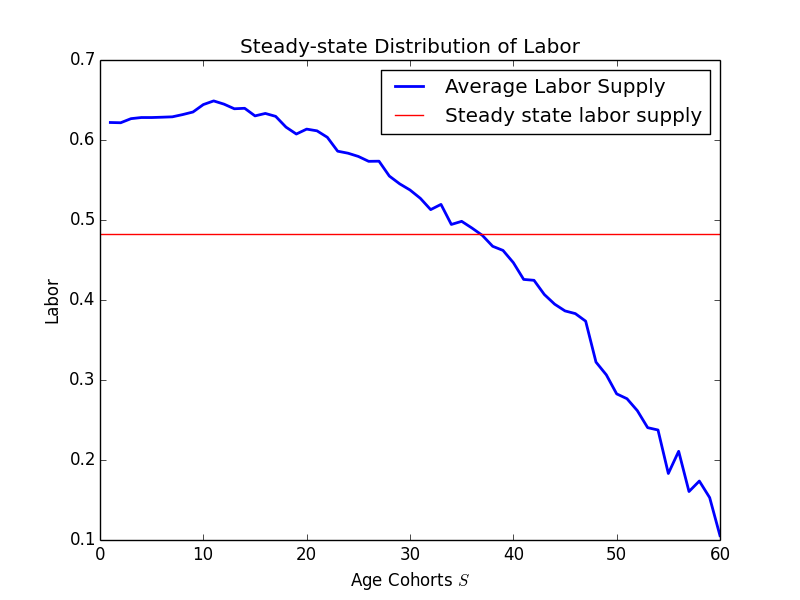 Steady-state Distribution of Labor
0.7
0.6
0.5
0.4
0.3
0.2
0.1
Labor
Average Labor Supply
Steady state labor supply
0 10 20 30 40 50 60
Age Cohorts S